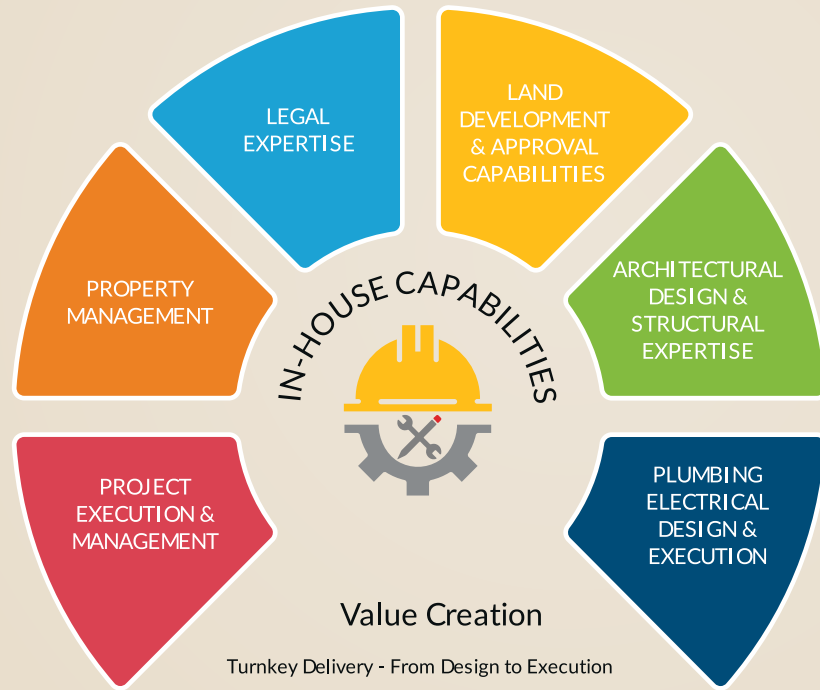 LEGAL
EXPERTISE
LAND
DEVELOPMENT
& APPROVAL
CAPABILITIES
PROPERTY
MANAGEMENT
ARCHITECTURAL
DESIGN &
STRUCTURAL
EXPERTISE
IN-HOUSE CAPABILITIES
PROJECT
EXECUTION &
MANAGEMENT
PLUMBING
ELECTRICAL
DESIGN &
EXECUTION
Value Creation
Turnkey Delivery - From Design to Execution